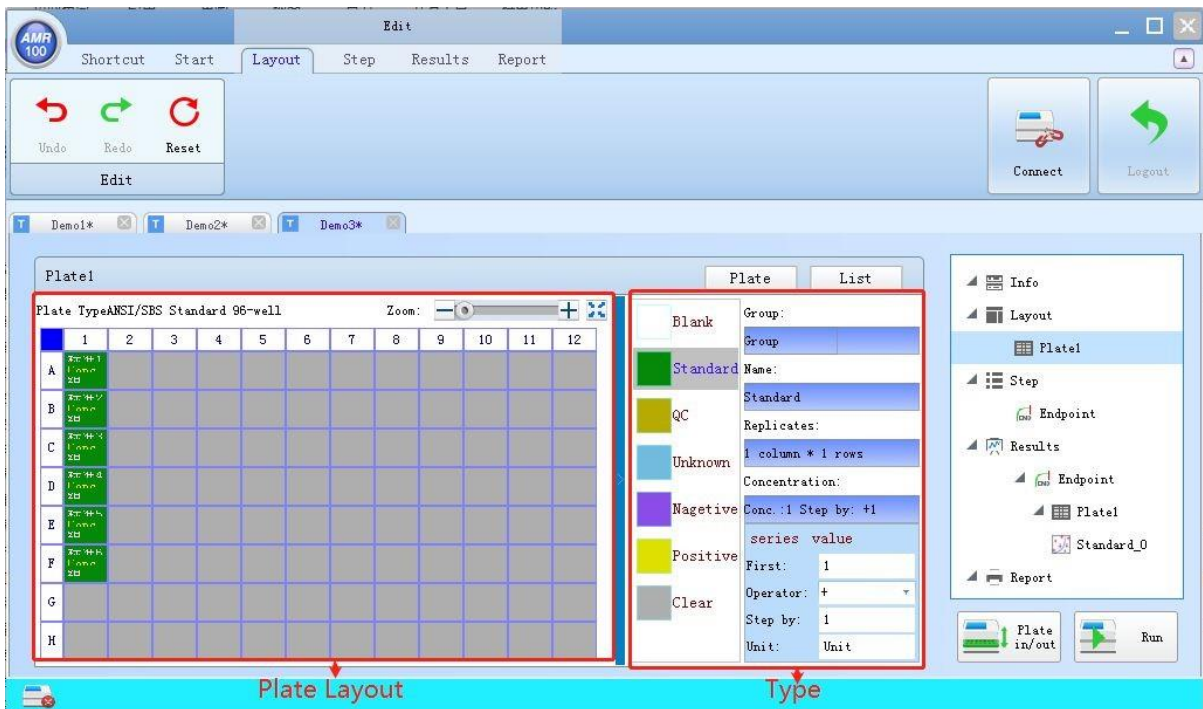 Edit
AMR
100
Shortcut Start Layout Step Results Report
Undo Redo Reset
Edit
Connect
Logout
T Demo1* T Demo2* T Demo3*
Plate1
Plate List
Plate TypeANSI/SBS Standard 96-well Zoom:
1 2 3 4 5 6 7 8 9 10 11 12
A
B
C
D
E
F
G
H
Blank
Standard
QC
Unknown
Nagetive
Positive
Clear
Group:
Group
Name:
Standard
Replicates:
1 column * 1 rows
Concentration:
Conc.:1 Step by: +1
series value
First: 1
Operator: +
Step by: 1
Unit: Unit
Info
Layout
Plate1
Step
Endpoint
Results
Endpoint
Plate1
Standard_0
Report
Plate in/out
Run
Plate Layout
Type